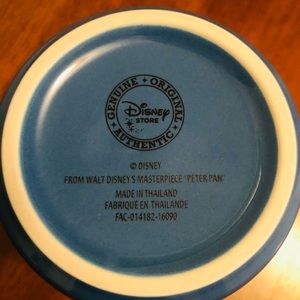 GENUINE • ORIGINAL
Disney
STORE
AUTHENTIC
© DISNEY
FROM WALT DISNEY'S MASTERPIECE "PETER PAN"
MADE IN THAILAND
FABRIQUÉ EN THAILANDE
FAC-014182-16090